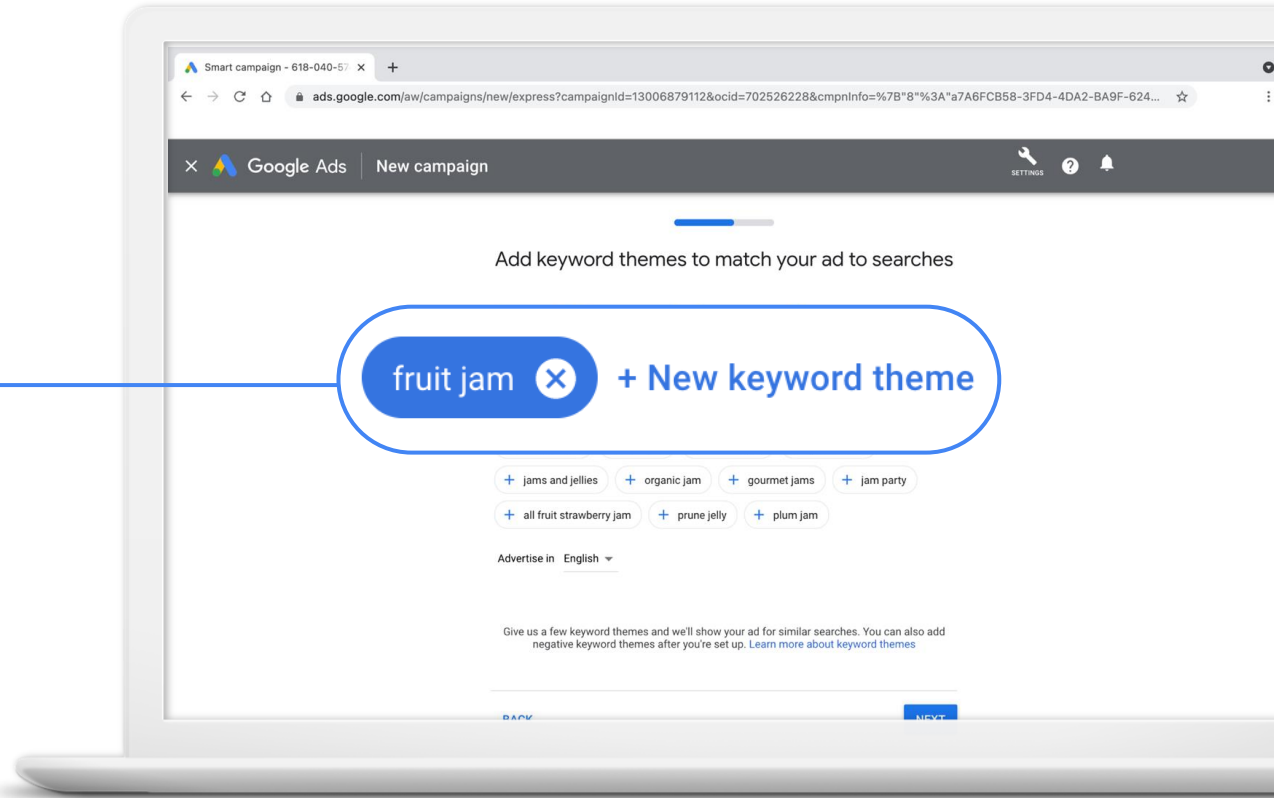 Smart campaign - 618-040-57
ads.google.com/aw/campaigns/new/express?campaignId=13006879112&ocid=702526228&cmpnInfo=%7B"8"%3A"a7A6FCB58-3FD4-4DA2-BA9F-624...
Google Ads New campaign
SETTINGS
Add keyword themes to match your ad to searches
fruit jam + New keyword theme
+ jams and jellies + organic jam + gourmet jams + jam party
+ all fruit strawberry jam + prune jelly + plum jam
Advertise in English
Give us a few keyword themes and we'll show your ad for similar searches. You can also add
negative keyword themes after you're set up. Learn more about keyword themes
BACK NEXT